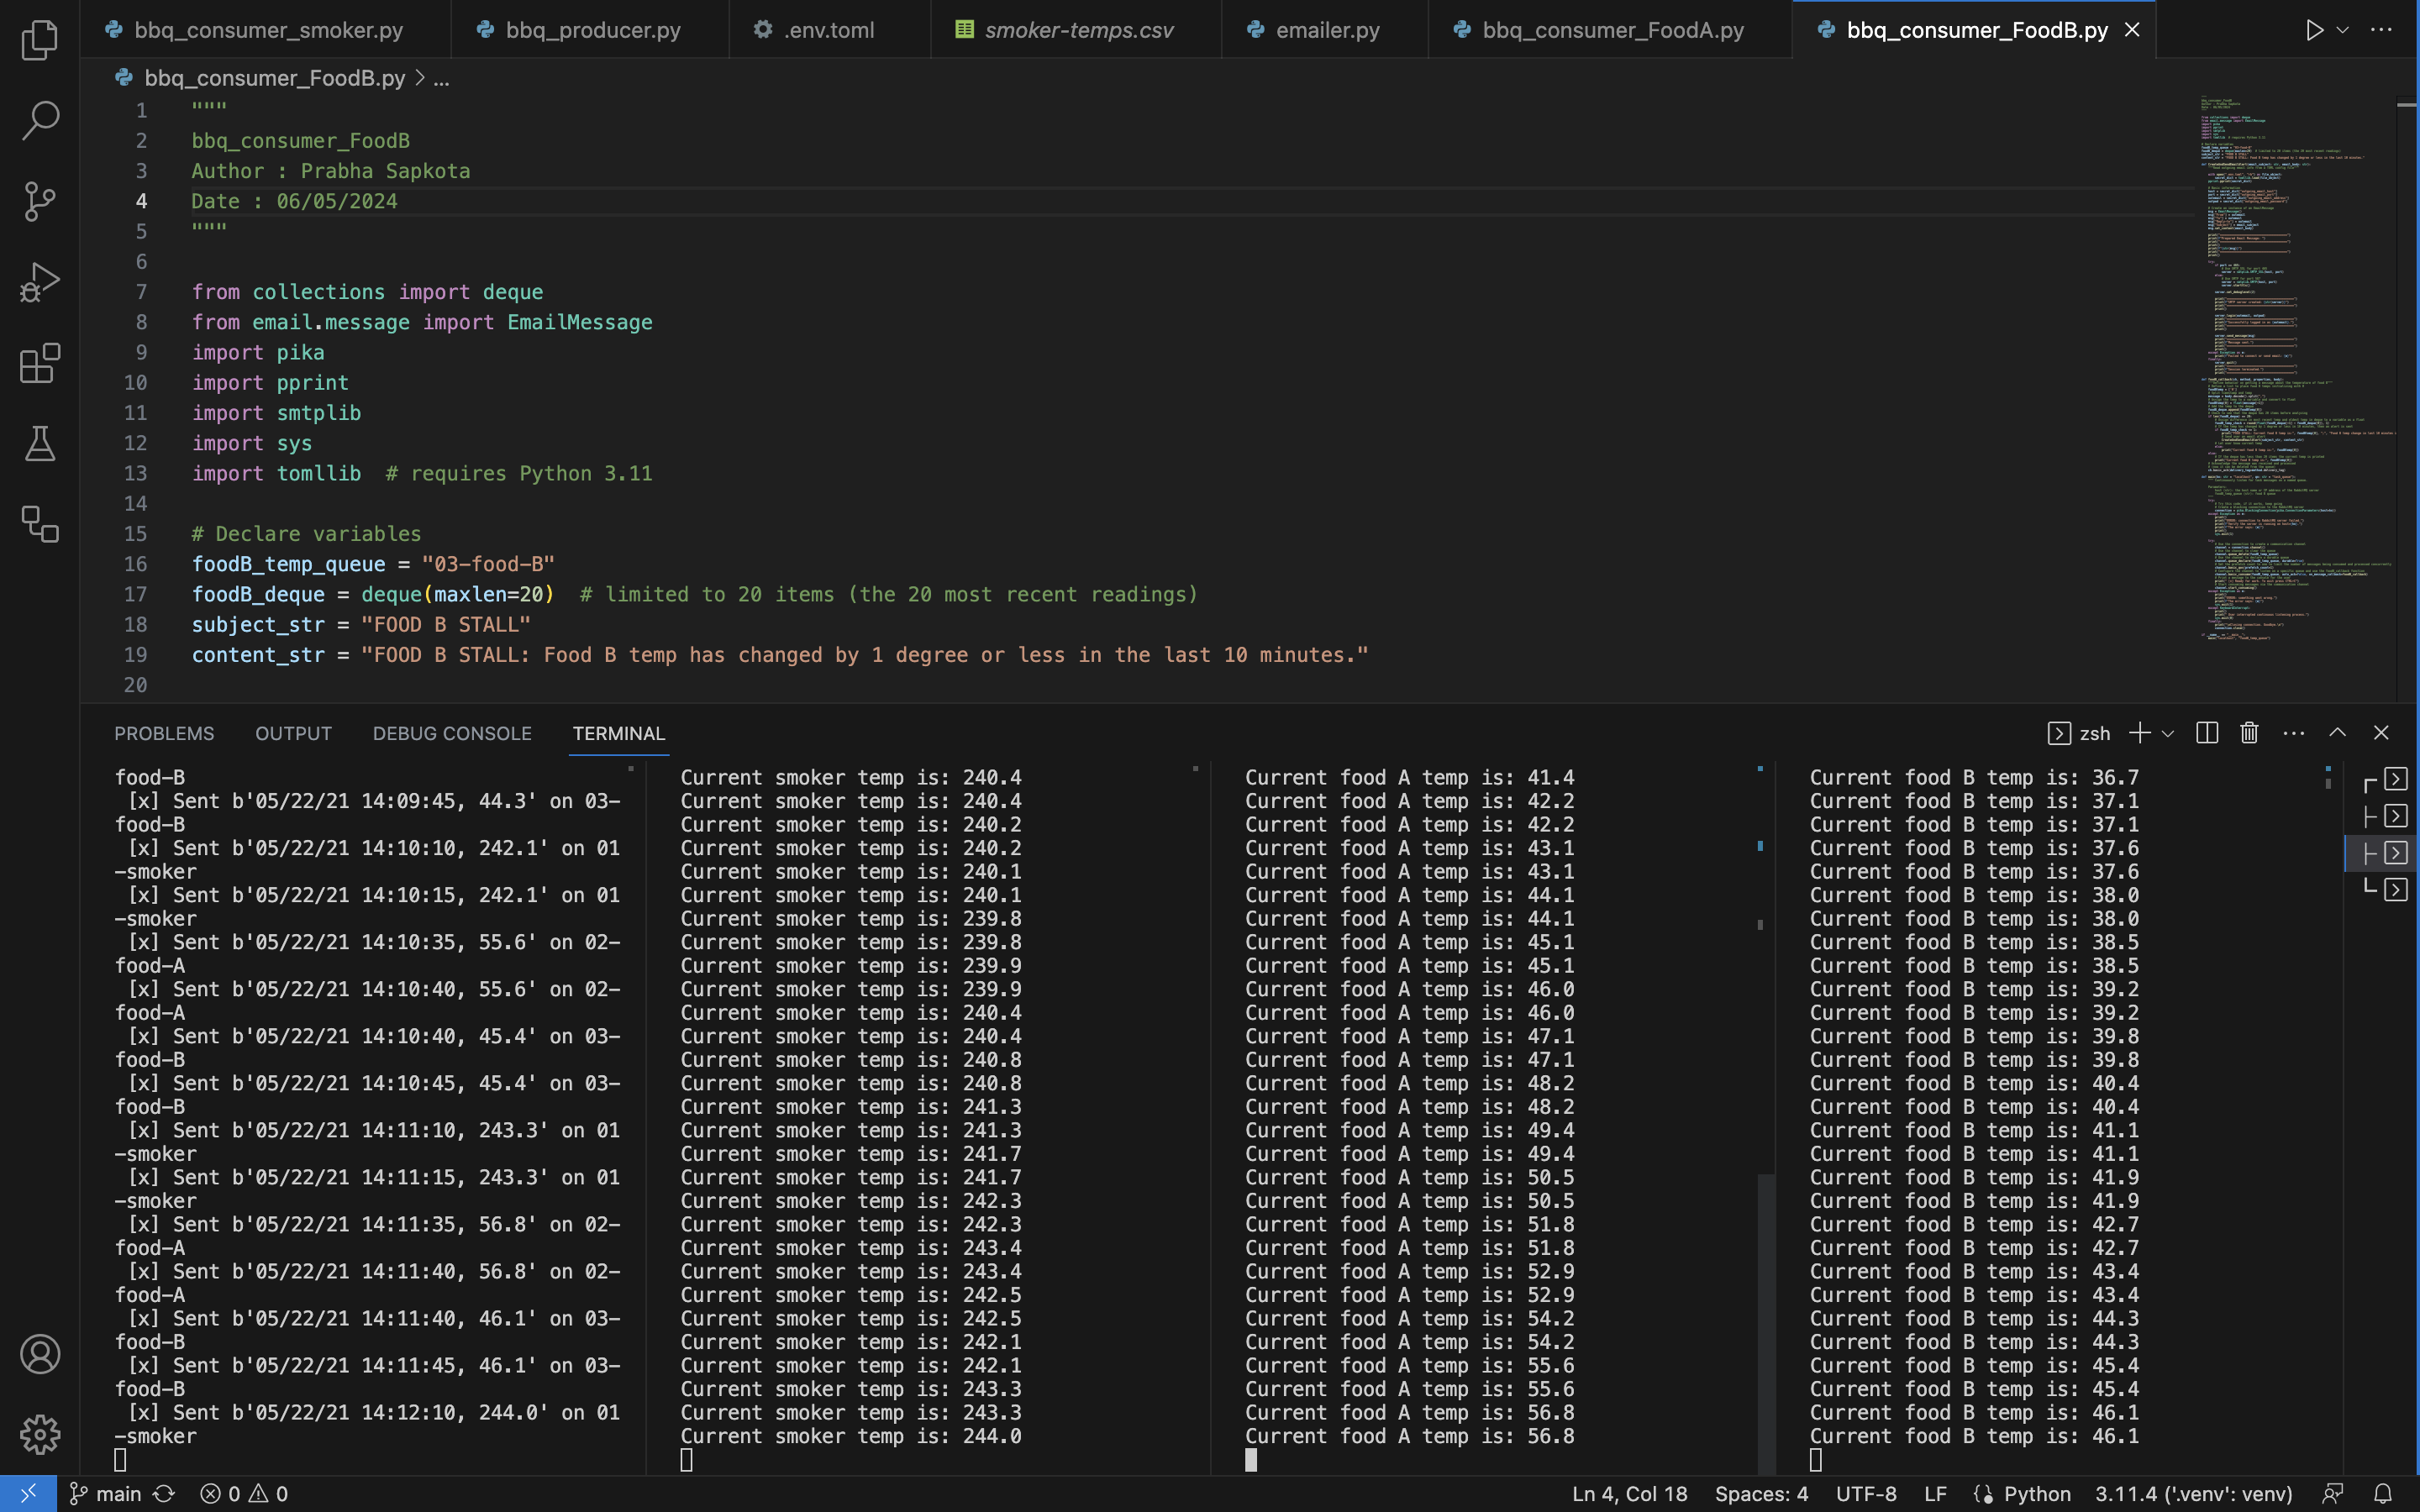 bbq_consumer_smoker.py bbq_producer.py .env.toml smoker-temps.csv emailer.py bbq_consumer_FoodA.py bbq_consumer_FoodB.py
bbq_consumer_FoodB.py > ...
1 """
2 bbq_consumer_FoodB
3 Author : Prabha Sapkota
4 Date : 06/05/2024
5 """
6
7 from collections import deque
8 from email.message import EmailMessage
9 import pika
10 import pprint
11 import smtplib
12 import sys
13 import tomllib  # requires Python 3.11
14
15 # Declare variables
16 foodB_temp_queue = "03-food-B"
17 foodB_deque = deque(maxlen=20)  # limited to 20 items (the 20 most recent readings)
18 subject_str = "FOOD B STALL"
19 content_str = "FOOD B STALL: Food B temp has changed by 1 degree or less in the last 10 minutes."
20
PROBLEMS OUTPUT DEBUG CONSOLE TERMINAL zsh
food-B
[x] Sent b'05/22/21 14:09:45, 44.3' on 03-
food-B
[x] Sent b'05/22/21 14:10:10, 242.1' on 01
-smoker
[x] Sent b'05/22/21 14:10:15, 242.1' on 01
-smoker
[x] Sent b'05/22/21 14:10:35, 55.6' on 02-
food-A
[x] Sent b'05/22/21 14:10:40, 55.6' on 02-
food-A
[x] Sent b'05/22/21 14:10:40, 45.4' on 03-
food-B
[x] Sent b'05/22/21 14:10:45, 45.4' on 03-
food-B
[x] Sent b'05/22/21 14:11:10, 243.3' on 01
-smoker
[x] Sent b'05/22/21 14:11:15, 243.3' on 01
-smoker
[x] Sent b'05/22/21 14:11:35, 56.8' on 02-
food-A
[x] Sent b'05/22/21 14:11:40, 56.8' on 02-
food-A
[x] Sent b'05/22/21 14:11:40, 46.1' on 03-
food-B
[x] Sent b'05/22/21 14:11:45, 46.1' on 03-
food-B
[x] Sent b'05/22/21 14:12:10, 244.0' on 01
-smoker
Current smoker temp is: 240.4
Current smoker temp is: 240.4
Current smoker temp is: 240.2
Current smoker temp is: 240.2
Current smoker temp is: 240.1
Current smoker temp is: 240.1
Current smoker temp is: 239.8
Current smoker temp is: 239.8
Current smoker temp is: 239.9
Current smoker temp is: 239.9
Current smoker temp is: 240.4
Current smoker temp is: 240.4
Current smoker temp is: 240.8
Current smoker temp is: 240.8
Current smoker temp is: 241.3
Current smoker temp is: 241.3
Current smoker temp is: 241.7
Current smoker temp is: 241.7
Current smoker temp is: 242.3
Current smoker temp is: 242.3
Current smoker temp is: 243.4
Current smoker temp is: 243.4
Current smoker temp is: 242.5
Current smoker temp is: 242.5
Current smoker temp is: 242.1
Current smoker temp is: 242.1
Current smoker temp is: 243.3
Current smoker temp is: 243.3
Current smoker temp is: 244.0
Current food A temp is: 41.4
Current food A temp is: 42.2
Current food A temp is: 42.2
Current food A temp is: 43.1
Current food A temp is: 43.1
Current food A temp is: 44.1
Current food A temp is: 44.1
Current food A temp is: 45.1
Current food A temp is: 45.1
Current food A temp is: 46.0
Current food A temp is: 46.0
Current food A temp is: 47.1
Current food A temp is: 47.1
Current food A temp is: 48.2
Current food A temp is: 48.2
Current food A temp is: 49.4
Current food A temp is: 49.4
Current food A temp is: 50.5
Current food A temp is: 50.5
Current food A temp is: 51.8
Current food A temp is: 51.8
Current food A temp is: 52.9
Current food A temp is: 52.9
Current food A temp is: 54.2
Current food A temp is: 54.2
Current food A temp is: 55.6
Current food A temp is: 55.6
Current food A temp is: 56.8
Current food A temp is: 56.8
Current food B temp is: 36.7
Current food B temp is: 37.1
Current food B temp is: 37.1
Current food B temp is: 37.6
Current food B temp is: 37.6
Current food B temp is: 38.0
Current food B temp is: 38.0
Current food B temp is: 38.5
Current food B temp is: 38.5
Current food B temp is: 39.2
Current food B temp is: 39.2
Current food B temp is: 39.8
Current food B temp is: 39.8
Current food B temp is: 40.4
Current food B temp is: 40.4
Current food B temp is: 41.1
Current food B temp is: 41.1
Current food B temp is: 41.9
Current food B temp is: 41.9
Current food B temp is: 42.7
Current food B temp is: 42.7
Current food B temp is: 43.4
Current food B temp is: 43.4
Current food B temp is: 44.3
Current food B temp is: 44.3
Current food B temp is: 45.4
Current food B temp is: 45.4
Current food B temp is: 46.1
Current food B temp is: 46.1
main 0 0 Ln 4, Col 18 Spaces: 4 UTF-8 LF Python 3.11.4 ('.venv': venv)